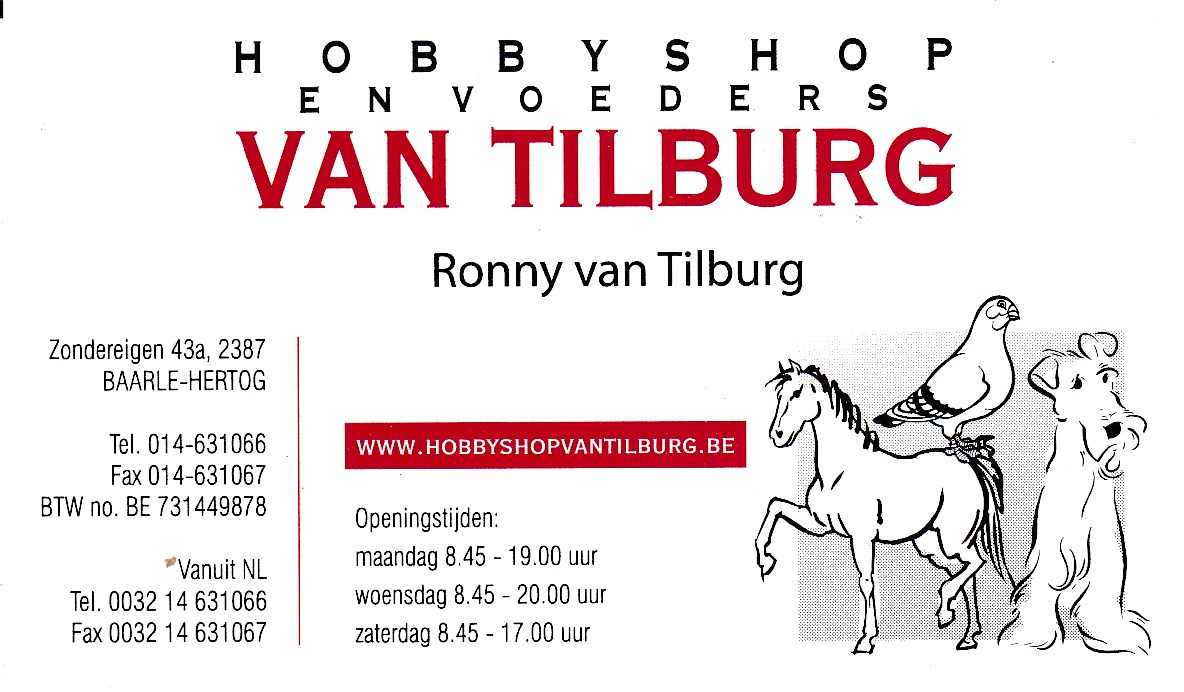 HOBBYSHOP
EN VOEDERS
VAN TILBURG
Ronny van Tilburg
Zondereigen 43a, 2387
BAARLE-HERTOG
Tel. 014-631066
Fax 014-631067
BTW no. BE 731449878
Vanuit NL
Tel. 0032 14 631066
Fax 0032 14 631067
WWW.HOBBYSHOPVANTILBURG.BE
Openingstijden:
maandag 8.45 - 19.00 uur
woensdag 8.45 - 20.00 uur
zaterdag 8.45 - 17.00 uur